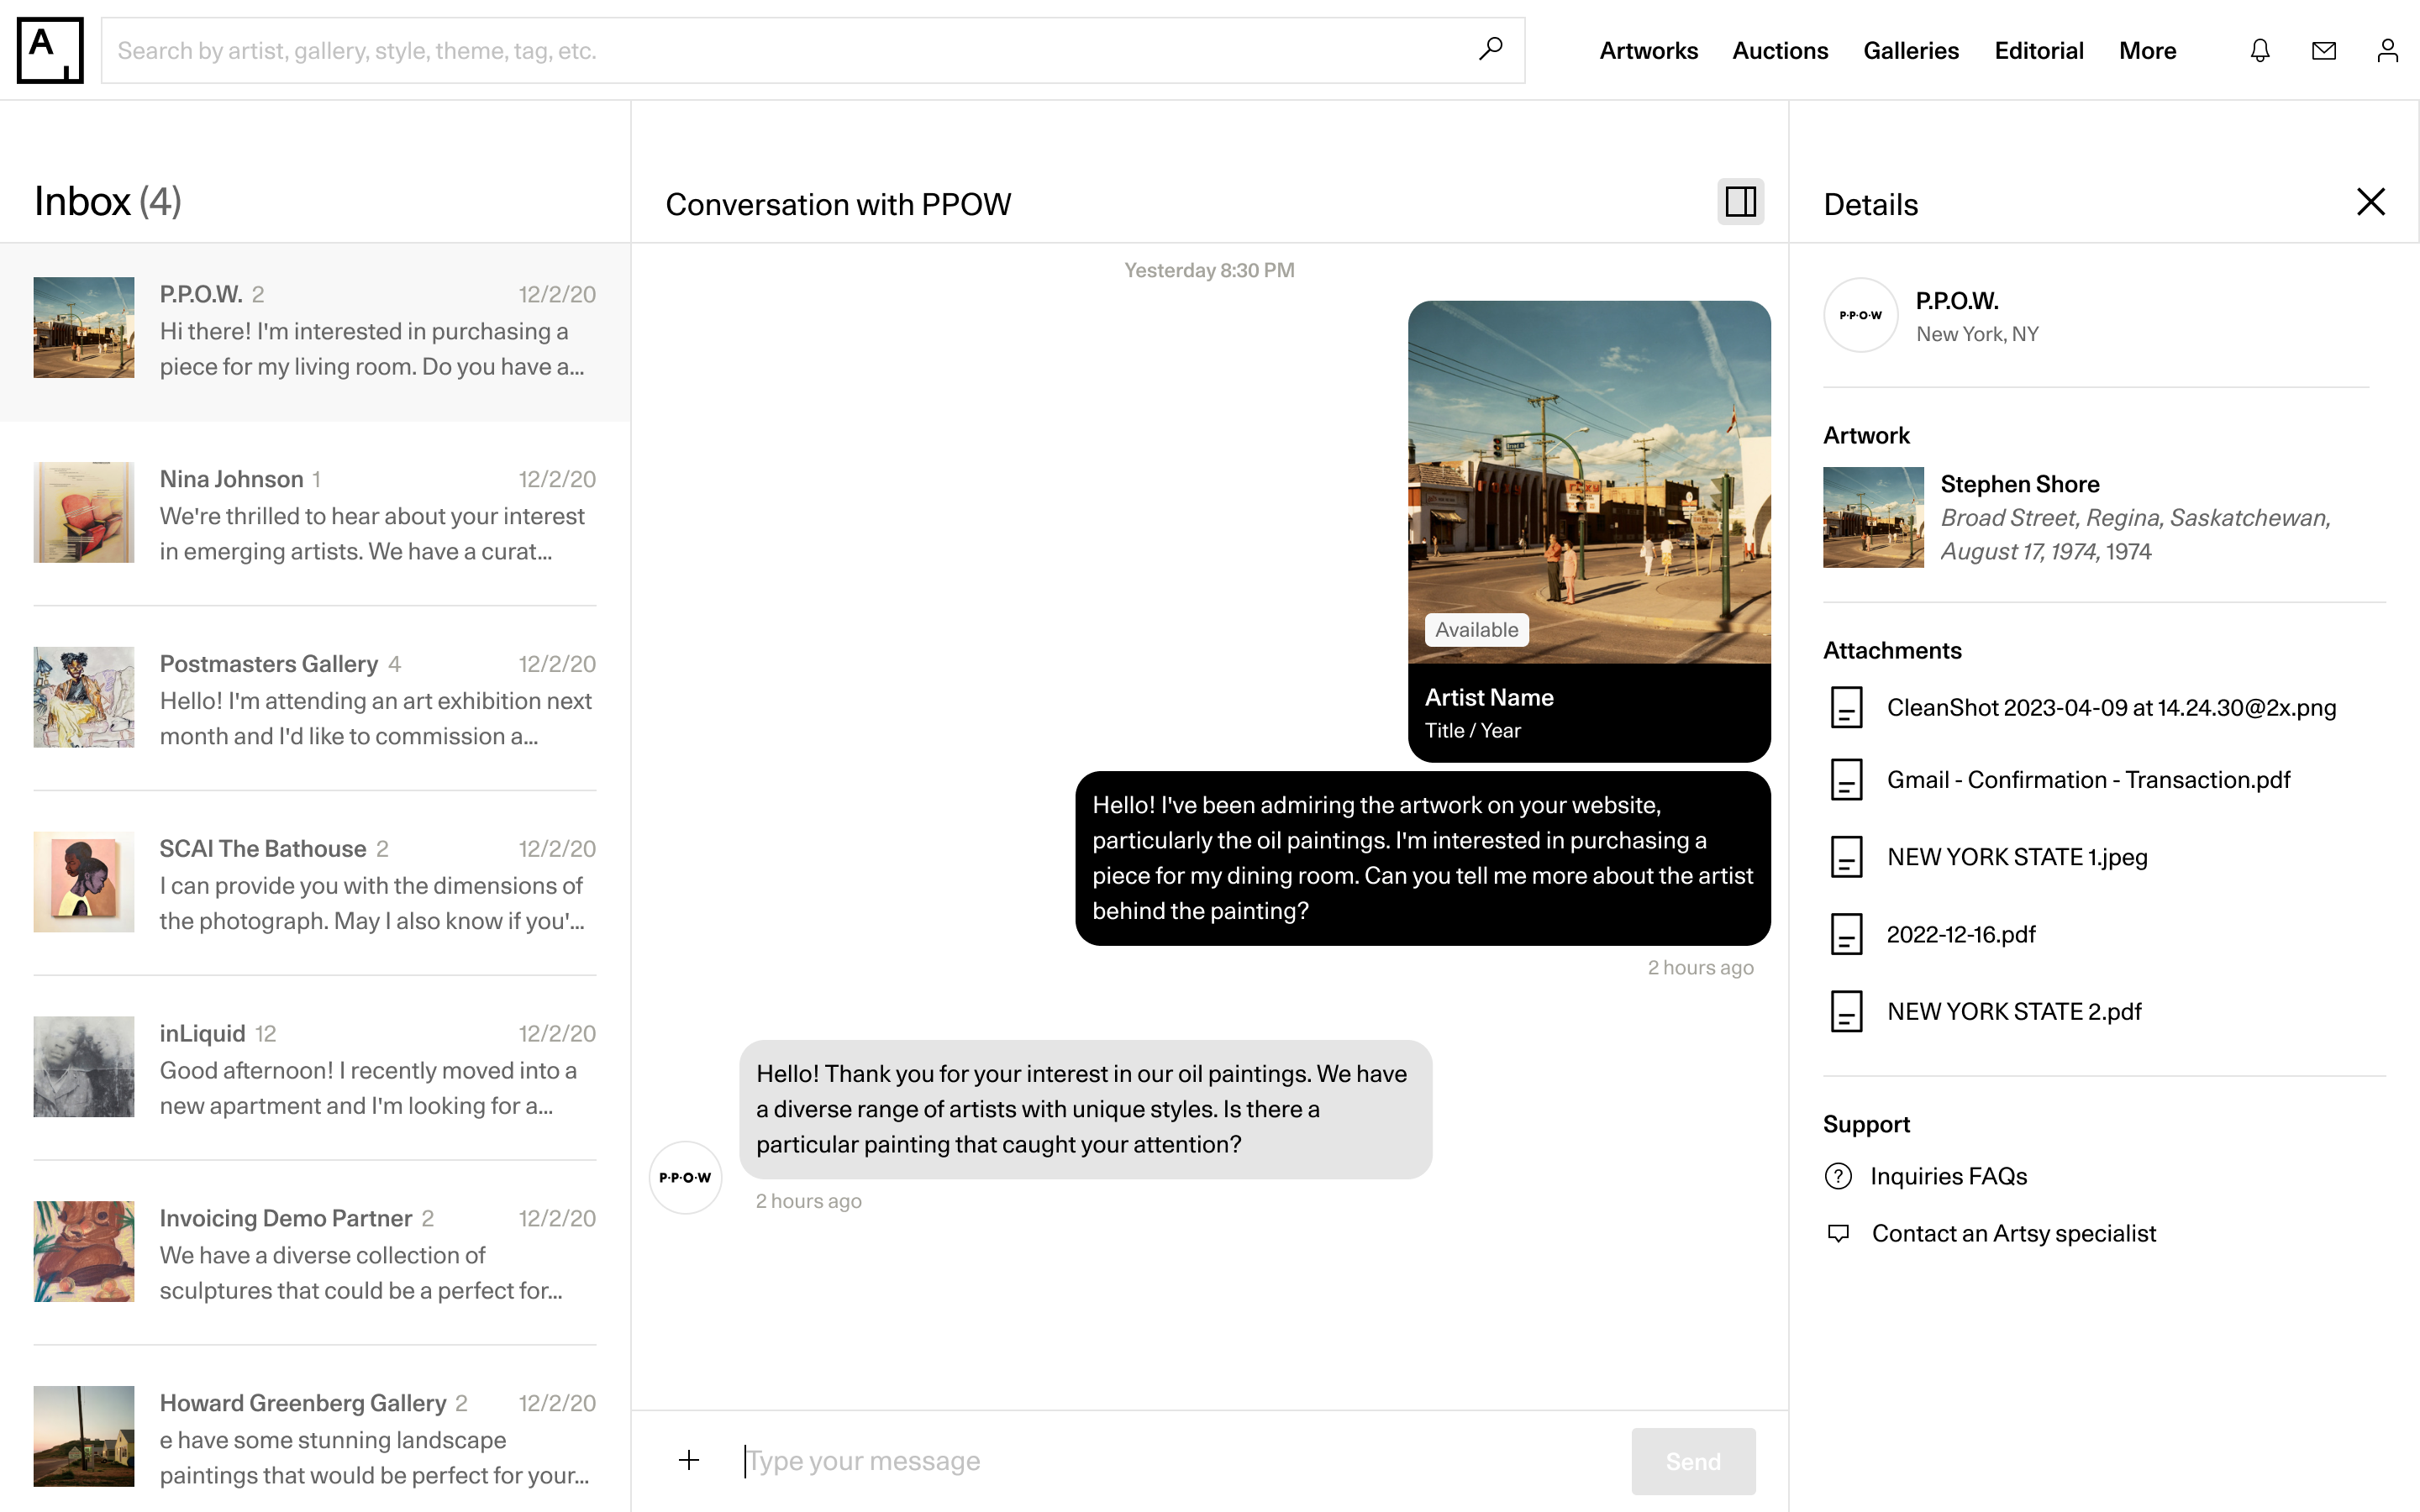 A
Search by artist, gallery, style, theme, tag, etc.
Artworks Auctions Galleries Editorial More
Inbox (4)
P.P.O.W. 2 12/2/20
Hi there! I'm interested in purchasing a
piece for my living room. Do you have a...
Nina Johnson 1 12/2/20
We're thrilled to hear about your interest
in emerging artists. We have a curat...
Postmasters Gallery 4 12/2/20
Hello! I'm attending an art exhibition next
month and I'd like to commission a...
SCAI The Bathouse 2 12/2/20
I can provide you with the dimensions of
the photograph. May I also know if you'...
inLiquid 12 12/2/20
Good afternoon! I recently moved into a
new apartment and I'm looking for a...
Invoicing Demo Partner 2 12/2/20
We have a diverse collection of
sculptures that could be a perfect for...
Howard Greenberg Gallery 2 12/2/20
e have some stunning landscape
paintings that would be perfect for your...
Conversation with PPOW
Yesterday 8:30 PM
roxy
Available
Artist Name
Title / Year
Hello! I've been admiring the artwork on your website,
particularly the oil paintings. I'm interested in purchasing a
piece for my dining room. Can you tell me more about the artist
behind the painting?
2 hours ago
Hello! Thank you for your interest in our oil paintings. We have
a diverse range of artists with unique styles. Is there a
particular painting that caught your attention?
P·P·O·W
2 hours ago
Type your message
Send
Details
P·P·O·W
P.P.O.W.
New York, NY
Artwork
Stephen Shore
Broad Street, Regina, Saskatchewan,
August 17, 1974, 1974
Attachments
CleanShot 2023-04-09 at 14.24.30@2x.png
Gmail - Confirmation - Transaction.pdf
NEW YORK STATE 1.jpeg
2022-12-16.pdf
NEW YORK STATE 2.pdf
Support
Inquiries FAQs
Contact an Artsy specialist